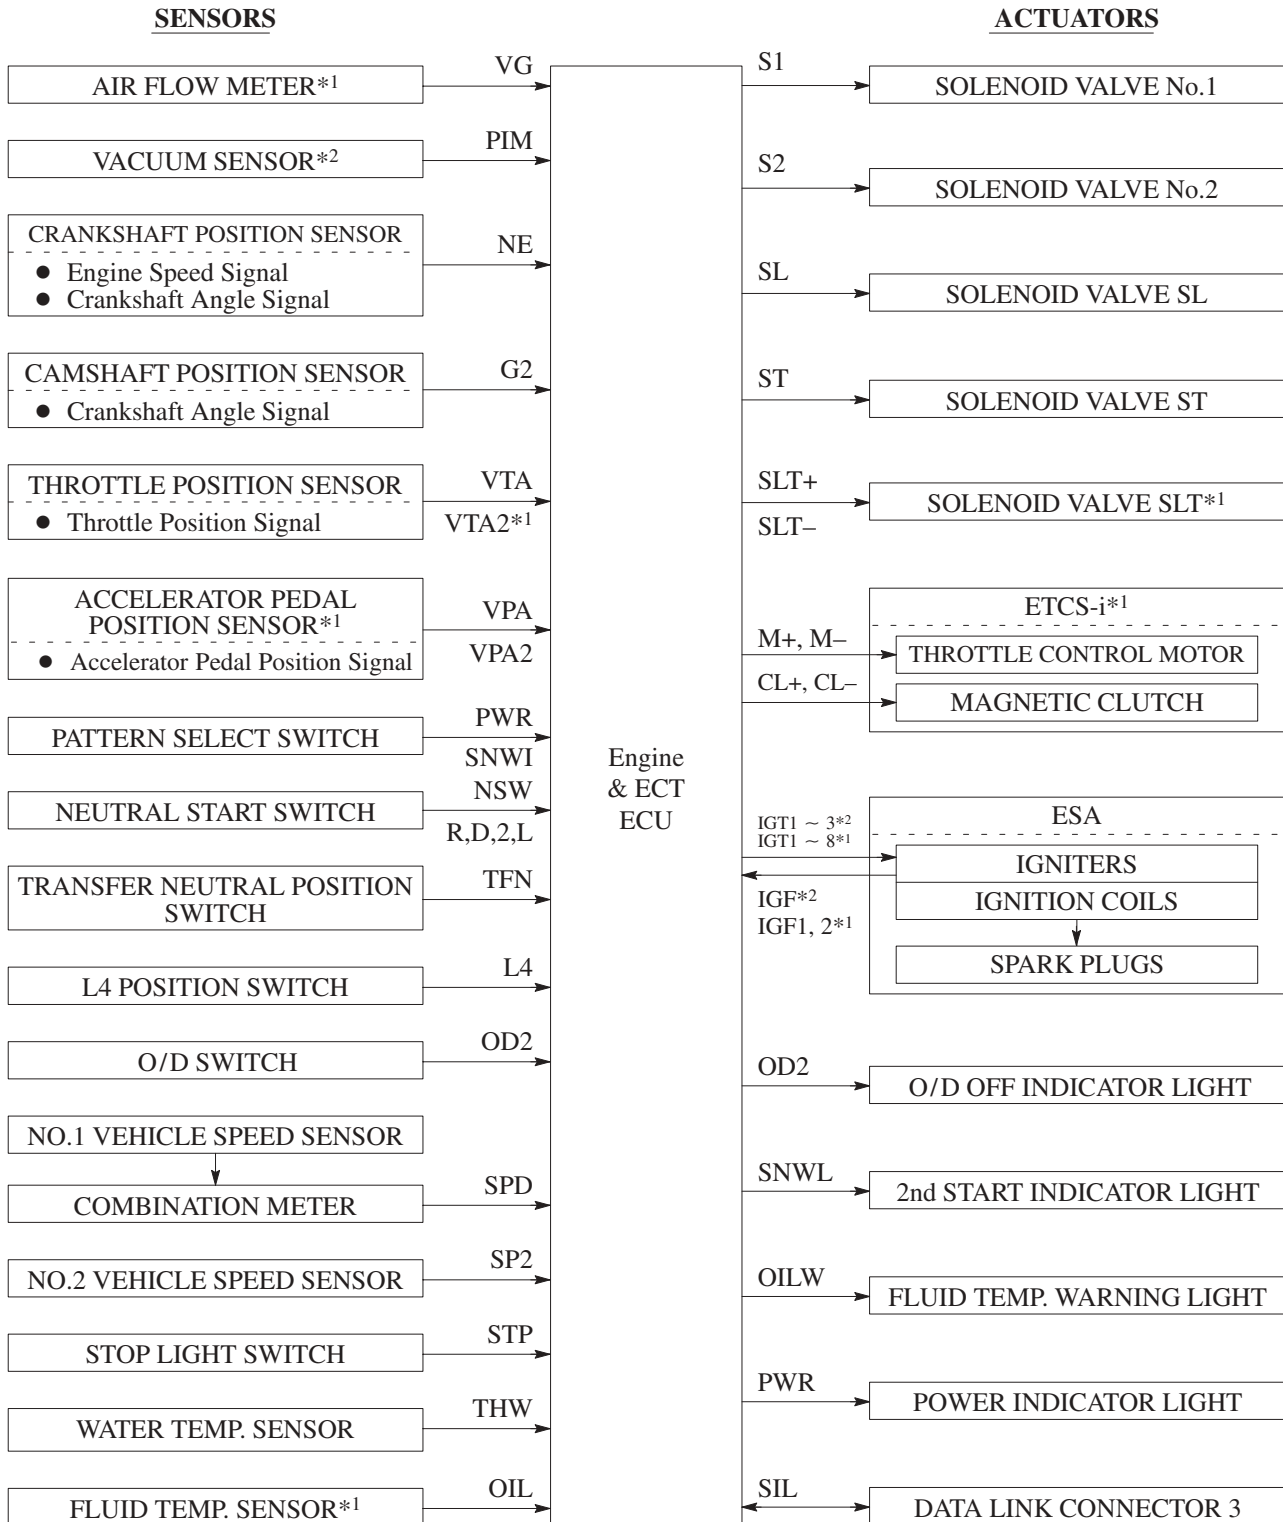 SENSORS
AIR FLOW METER*1
VG
VACUUM SENSOR*2
PIM
CRANKSHAFT POSITION SENSOR
● Engine Speed Signal
● Crankshaft Angle Signal
NE
CAMSHAFT POSITION SENSOR
● Crankshaft Angle Signal
G2
THROTTLE POSITION SENSOR
● Throttle Position Signal
VTA
VTA2*1
ACCELERATOR PEDAL
POSITION SENSOR*1
● Accelerator Pedal Position Signal
VPA
VPA2
PATTERN SELECT SWITCH
PWR
SNWI
NEUTRAL START SWITCH
NSW
R,D,2,L
TRANSFER NEUTRAL POSITION
SWITCH
TFN
L4 POSITION SWITCH
L4
O/D SWITCH
OD2
NO.1 VEHICLE SPEED SENSOR
COMBINATION METER
SPD
NO.2 VEHICLE SPEED SENSOR
SP2
STOP LIGHT SWITCH
STP
WATER TEMP. SENSOR
THW
FLUID TEMP. SENSOR*1
OIL
Engine
& ECT
ECU
ACTUATORS
S1
SOLENOID VALVE No.1
S2
SOLENOID VALVE No.2
SL
SOLENOID VALVE SL
ST
SOLENOID VALVE ST
SLT+
SLT–
SOLENOID VALVE SLT*1
ETCS-i*1
M+, M–
THROTTLE CONTROL MOTOR
CL+, CL–
MAGNETIC CLUTCH
ESA
IGT1 ~ 3*2
IGT1 ~ 8*1
IGNITERS
IGF*2
IGF1, 2*1
IGNITION COILS
SPARK PLUGS
OD2
O/D OFF INDICATOR LIGHT
SNWL
2nd START INDICATOR LIGHT
OILW
FLUID TEMP. WARNING LIGHT
PWR
POWER INDICATOR LIGHT
SIL
DATA LINK CONNECTOR 3